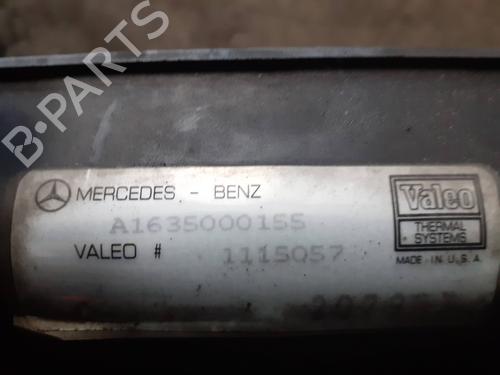 B-PARTS
MERCEDES - BENZ
A1635000155
VALEO # 1115057
Valeo
THERMAL
SYSTEMS
MADE - IN U.S.A